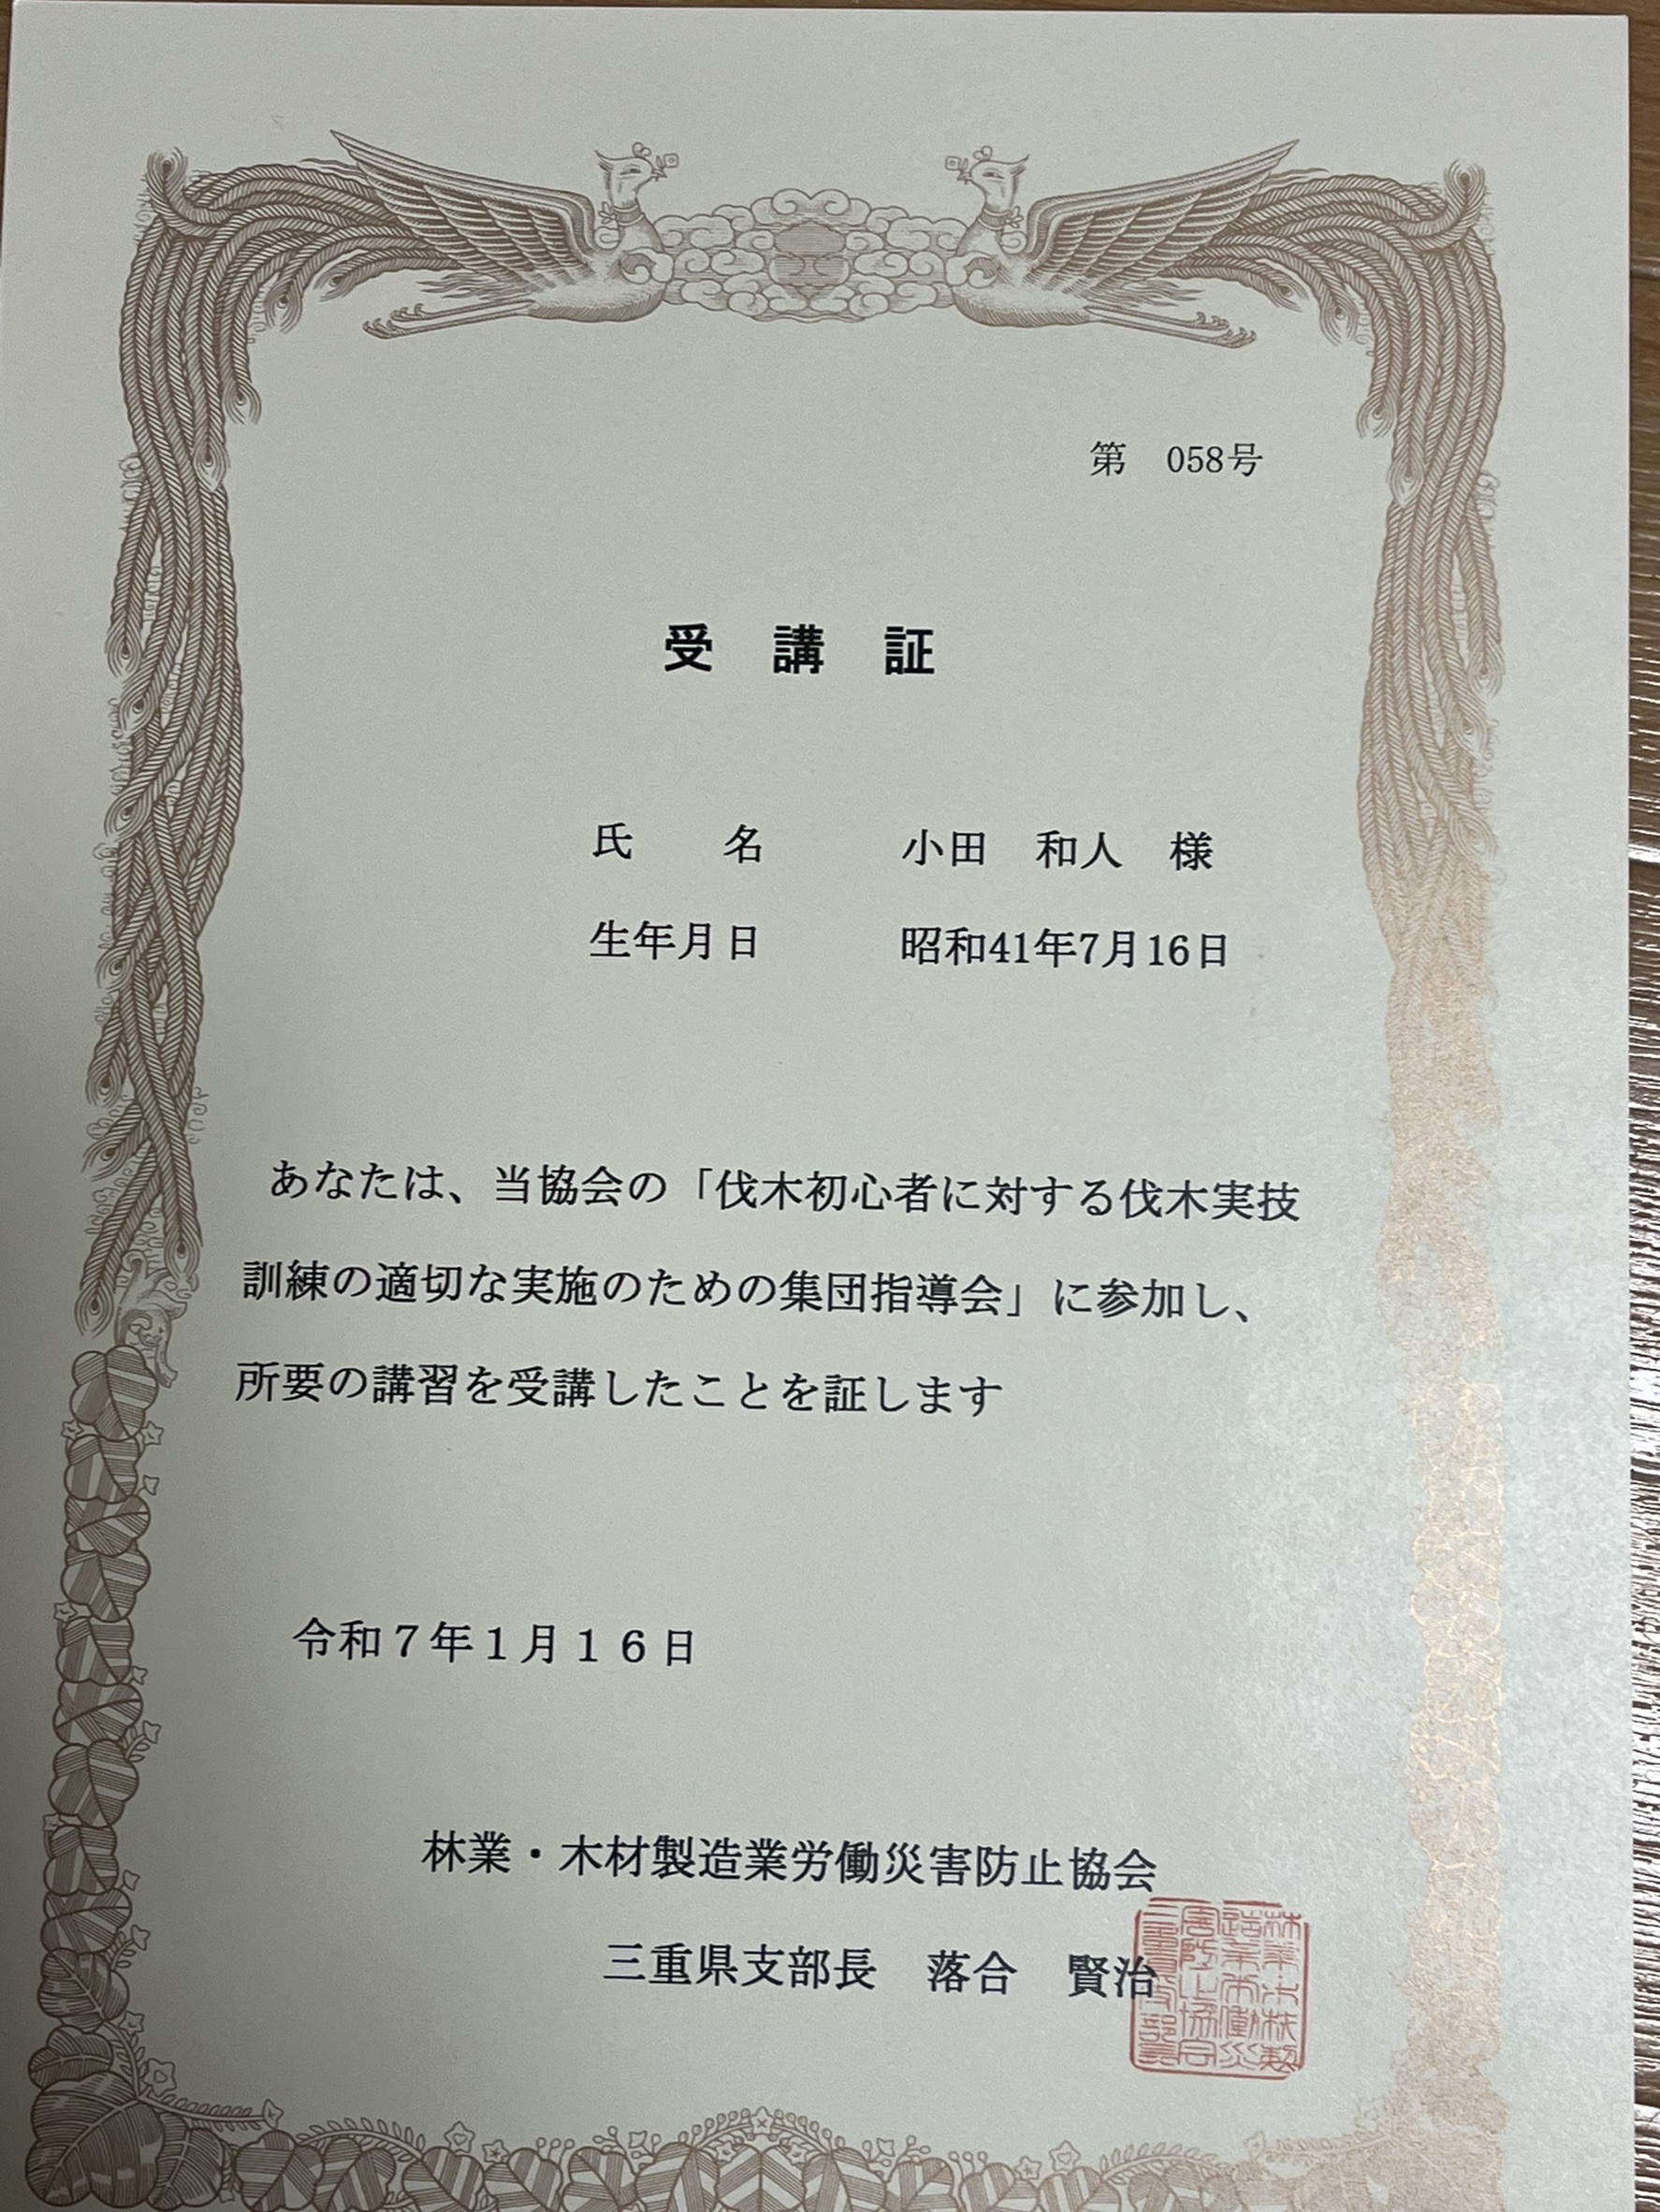 第　058号
受　講　証
氏　　名　　　小田　和人　様
生年月日　　　昭和41年7月16日
あなたは、当協会の「伐木初心者に対する伐木実技
訓練の適切な実施のための集団指導会」に参加し、
所要の講習を受講したことを証します
令和７年１月１６日
林業・木材製造業労働災害防止協会
三重県支部長　落合　賢治